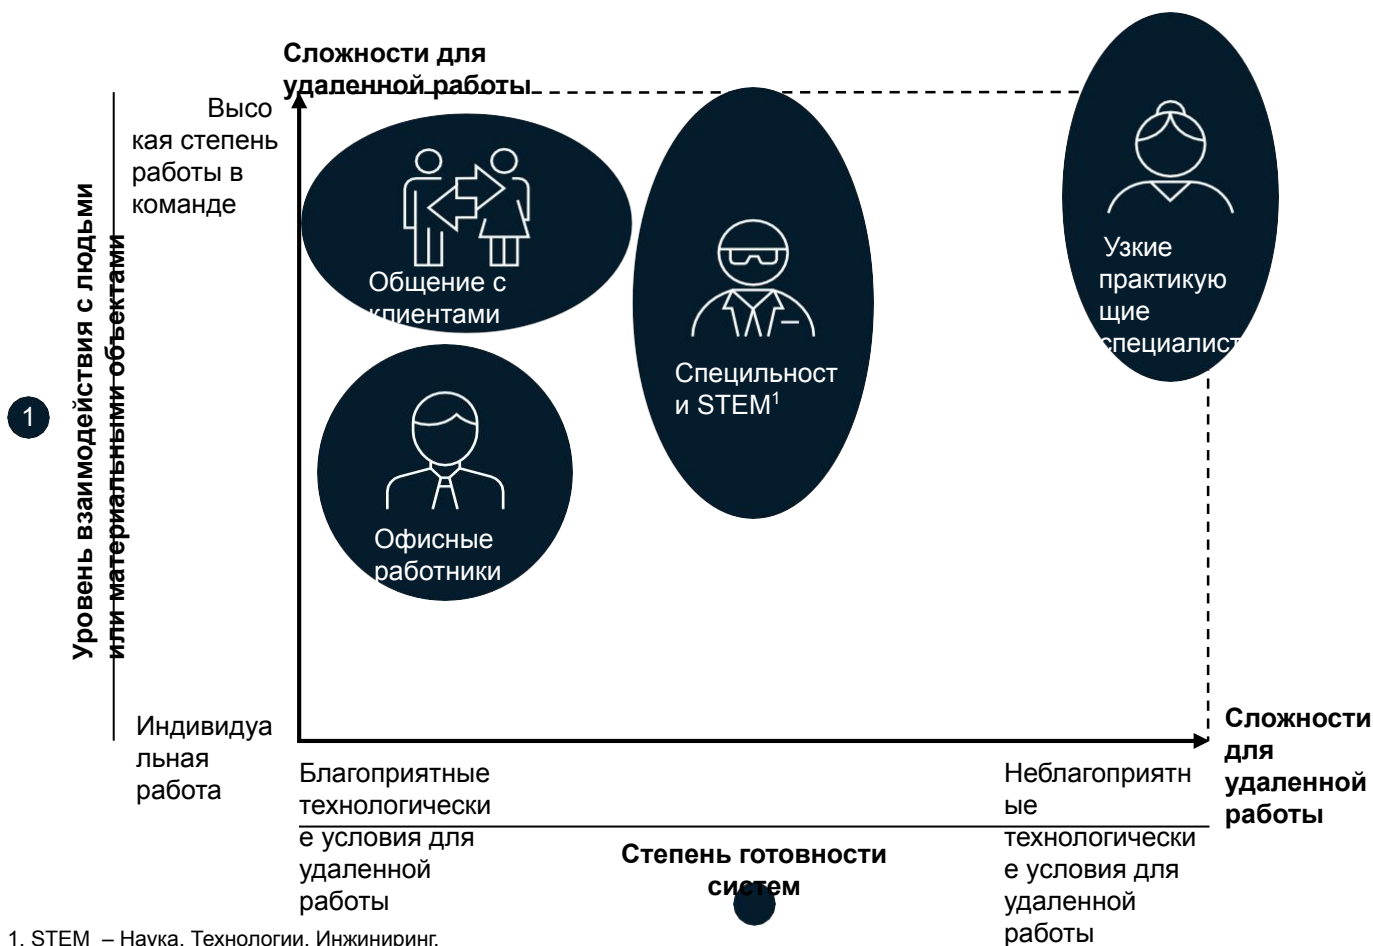 Сложности для
удаленной работы
Высо
кая степень
работы в
команде
Уровень взаимодействия с людьми
или материальными объектами
1
Общение с
клиентами
Офисные
работники
Специльност
и STEM1
Узкие
практикую
щие
специалист
Индивидуа
льная
работа
Благоприятные
технологически
е условия для
удаленной
работы
Степень готовности
систем
Неблагоприятн
ые
технологически
е условия для
удаленной
работы
Сложности
для
удаленной
работы
1. STEM – Наука, Технологии, Инжиниринг,